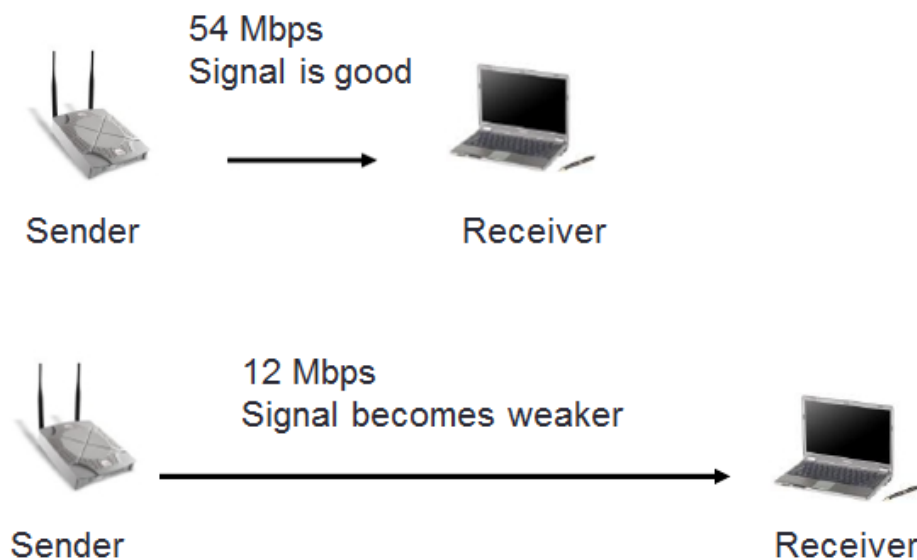 54 Mbps
Signal is good
Sender
Receiver
12 Mbps
Signal becomes weaker
Sender
Receiver